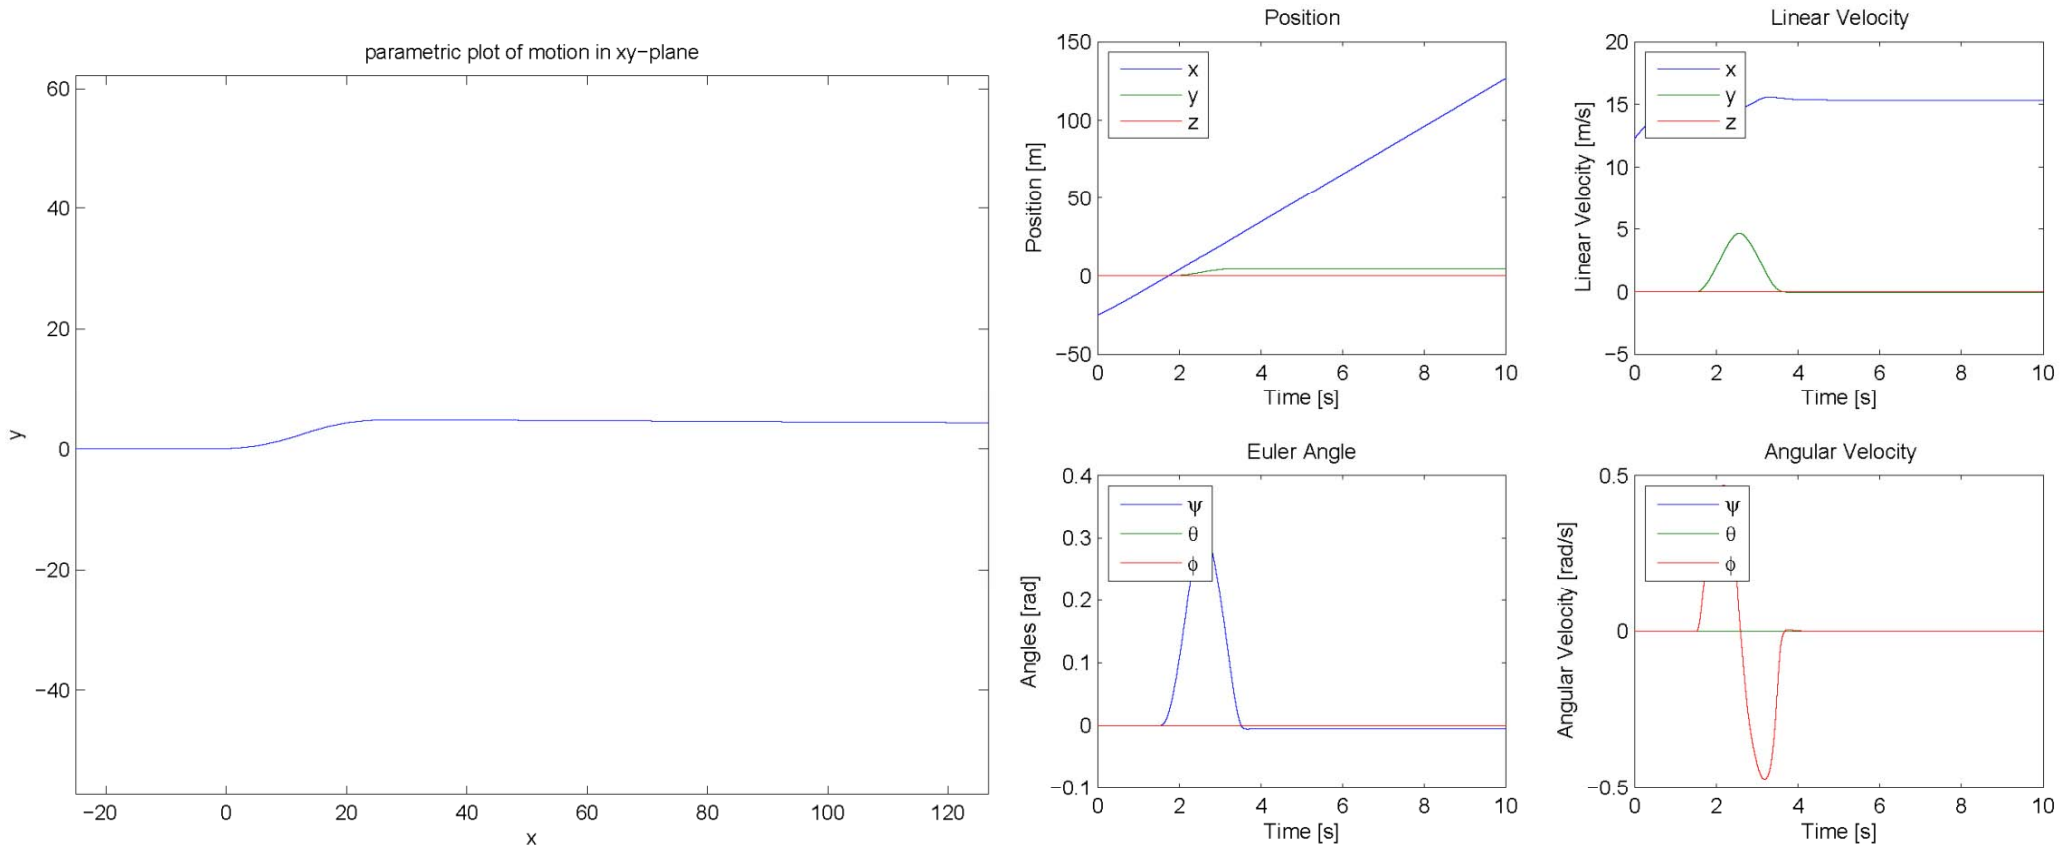 parametric plot of motion in xy−plane
60
40
20
0
−20
−40
y
−20 0 20 40 60 80 100 120
x
Position
150
100
50
0
−50
Position [m]
x
y
z
0 2 4 6 8 10
Time [s]
Linear Velocity
20
15
10
5
0
−5
Linear Velocity [m/s]
x
y
z
0 2 4 6 8 10
Time [s]
Euler Angle
0.4
0.3
0.2
0.1
0
−0.1
Angles [rad]
ψ
θ
ϕ
0 2 4 6 8 10
Time [s]
Angular Velocity
0.5
0
−0.5
Angular Velocity [rad/s]
ψ
θ
ϕ
0 2 4 6 8 10
Time [s]